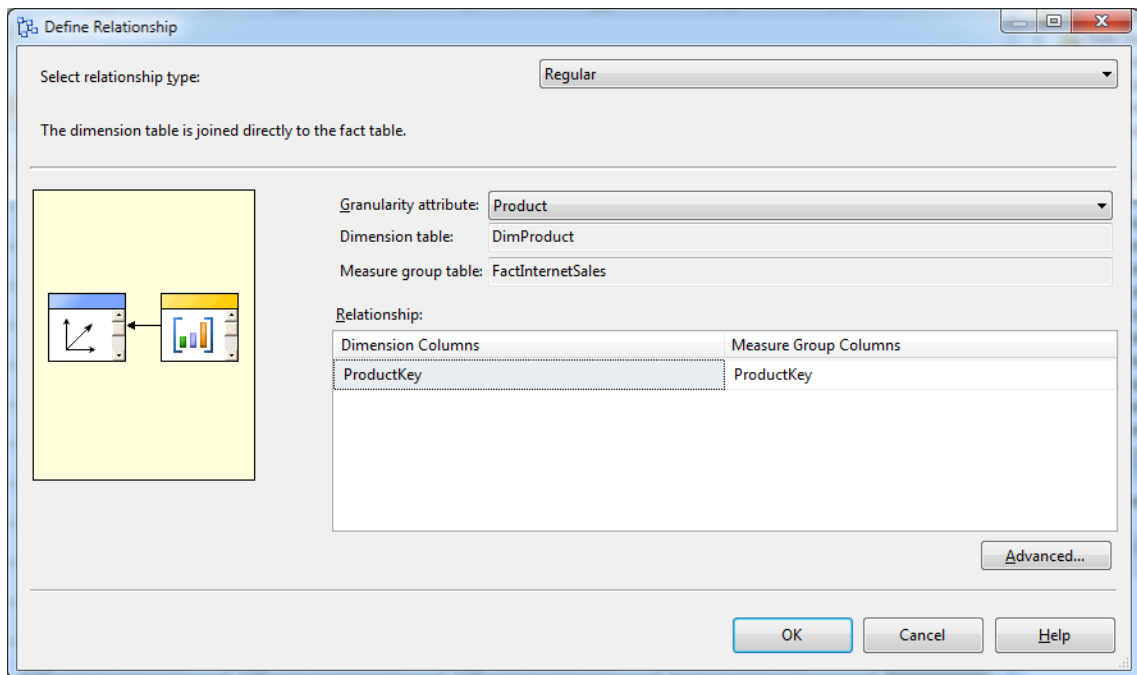 Define Relationship
Select relationship type: Regular
The dimension table is joined directly to the fact table.
Granularity attribute: Product
Dimension table: DimProduct
Measure group table: FactInternetSales
Relationship:
Dimension Columns Measure Group Columns
ProductKey ProductKey
Advanced...
OK Cancel Help